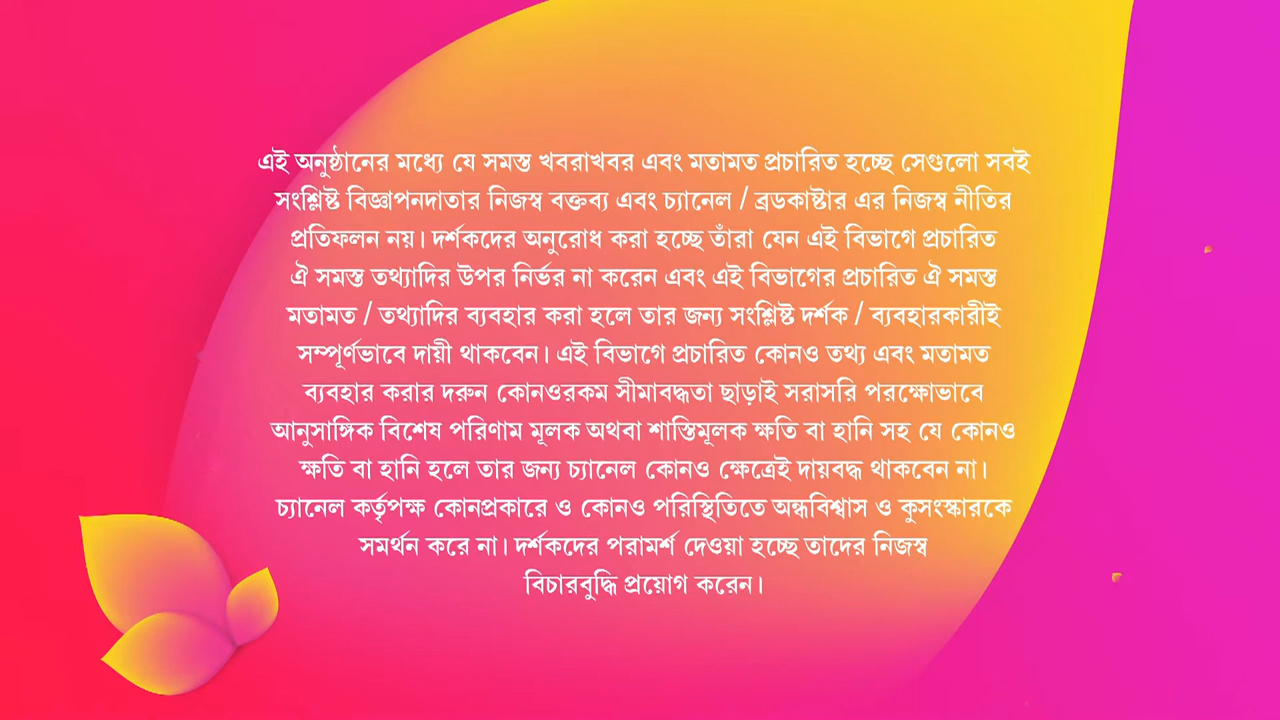 এই অনুষ্ঠানের মধ্যে যে সমস্ত খবরাখবর এবং মতামত প্রচারিত হচ্ছে সেগুলো সবই
সংশ্লিষ্ট বিজ্ঞাপনদাতার নিজস্ব বক্তব্য এবং চ্যানেল / ব্রডকাষ্টার এর নিজস্ব নীতির
প্রতিফলন নয়। দর্শকদের অনুরোধ করা হচ্ছে তাঁরা যেন এই বিভাগে প্রচারিত
ঐ সমস্ত তথ্যাদির উপর নির্ভর না করেন এবং এই বিভাগের প্রচারিত ঐ সমস্ত
মতামত / তথ্যাদির ব্যবহার করা হলে তার জন্য সংশ্লিষ্ট দর্শক / ব্যবহারকারীই
সম্পূর্ণভাবে দায়ী থাকবেন। এই বিভাগে প্রচারিত কোনও তথ্য এবং মতামত
ব্যবহার করার দরুন কোনওরকম সীমাবদ্ধতা ছাড়াই সরাসরি পরক্ষোভাবে
আনুসাঙ্গিক বিশেষ পরিণাম মূলক অথবা শাস্তিমূলক ক্ষতি বা হানি সহ যে কোনও
ক্ষতি বা হানি হলে তার জন্য চ্যানেল কোনও ক্ষেত্রেই দায়বদ্ধ থাকবেন না।
চ্যানেল কর্তৃপক্ষ কোনপ্রকারে ও কোনও পরিস্থিতিতে অন্ধবিশ্বাস ও কুসংস্কারকে
সমর্থন করে না। দর্শকদের পরামর্শ দেওয়া হচ্ছে তাদের নিজস্ব
বিচারবুদ্ধি প্রয়োগ করেন।